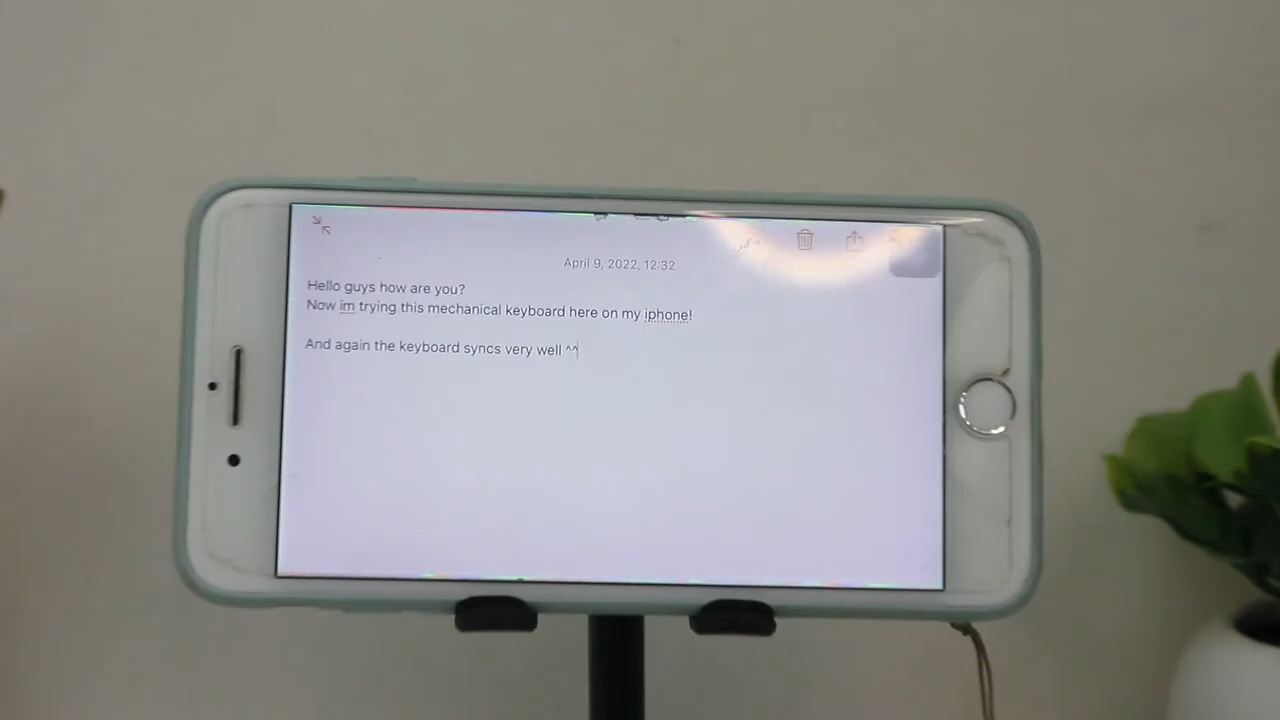 April 9, 2022, 12:32
Hello guys how are you?
Now im trying this mechanical keyboard here on my iphone!
And again the keyboard syncs very well ^^